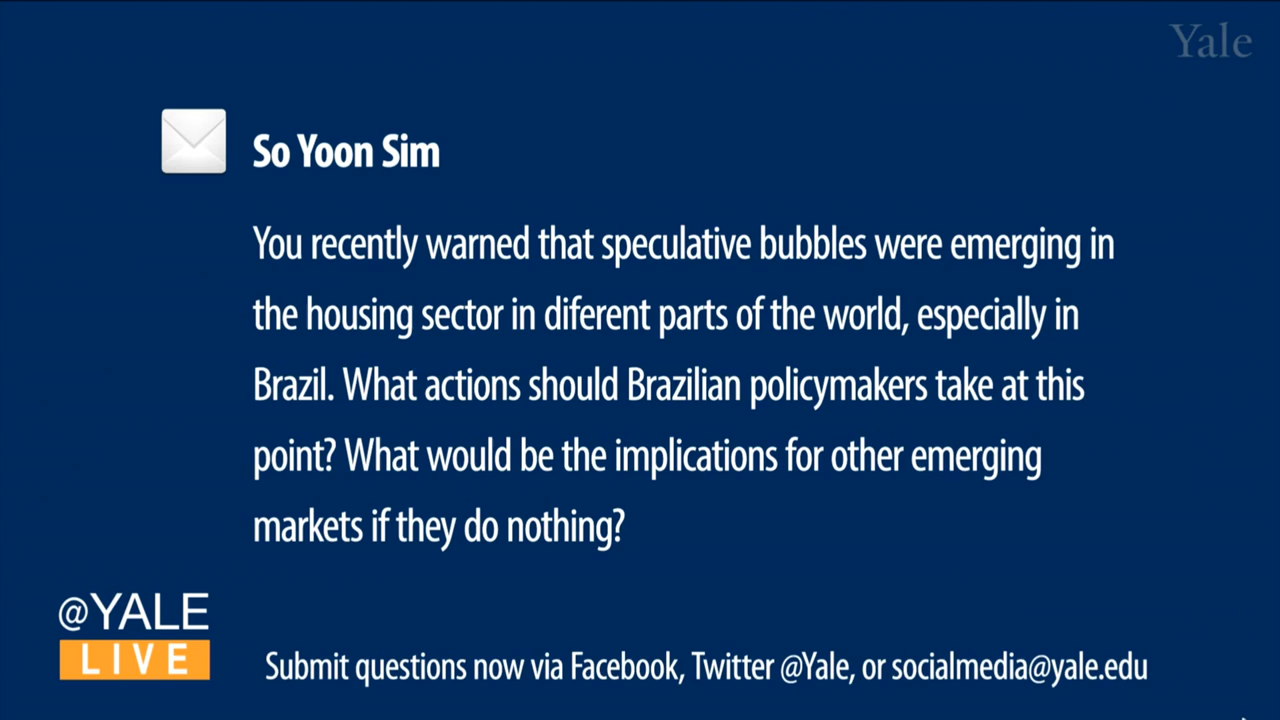 Yale
So Yoon Sim
You recently warned that speculative bubbles were emerging in
the housing sector in diferent parts of the world, especially in
Brazil. What actions should Brazilian policymakers take at this
point? What would be the implications for other emerging
markets if they do nothing?
@YALE
LIVE
Submit questions now via Facebook, Twitter @Yale, or socialmedia@yale.edu